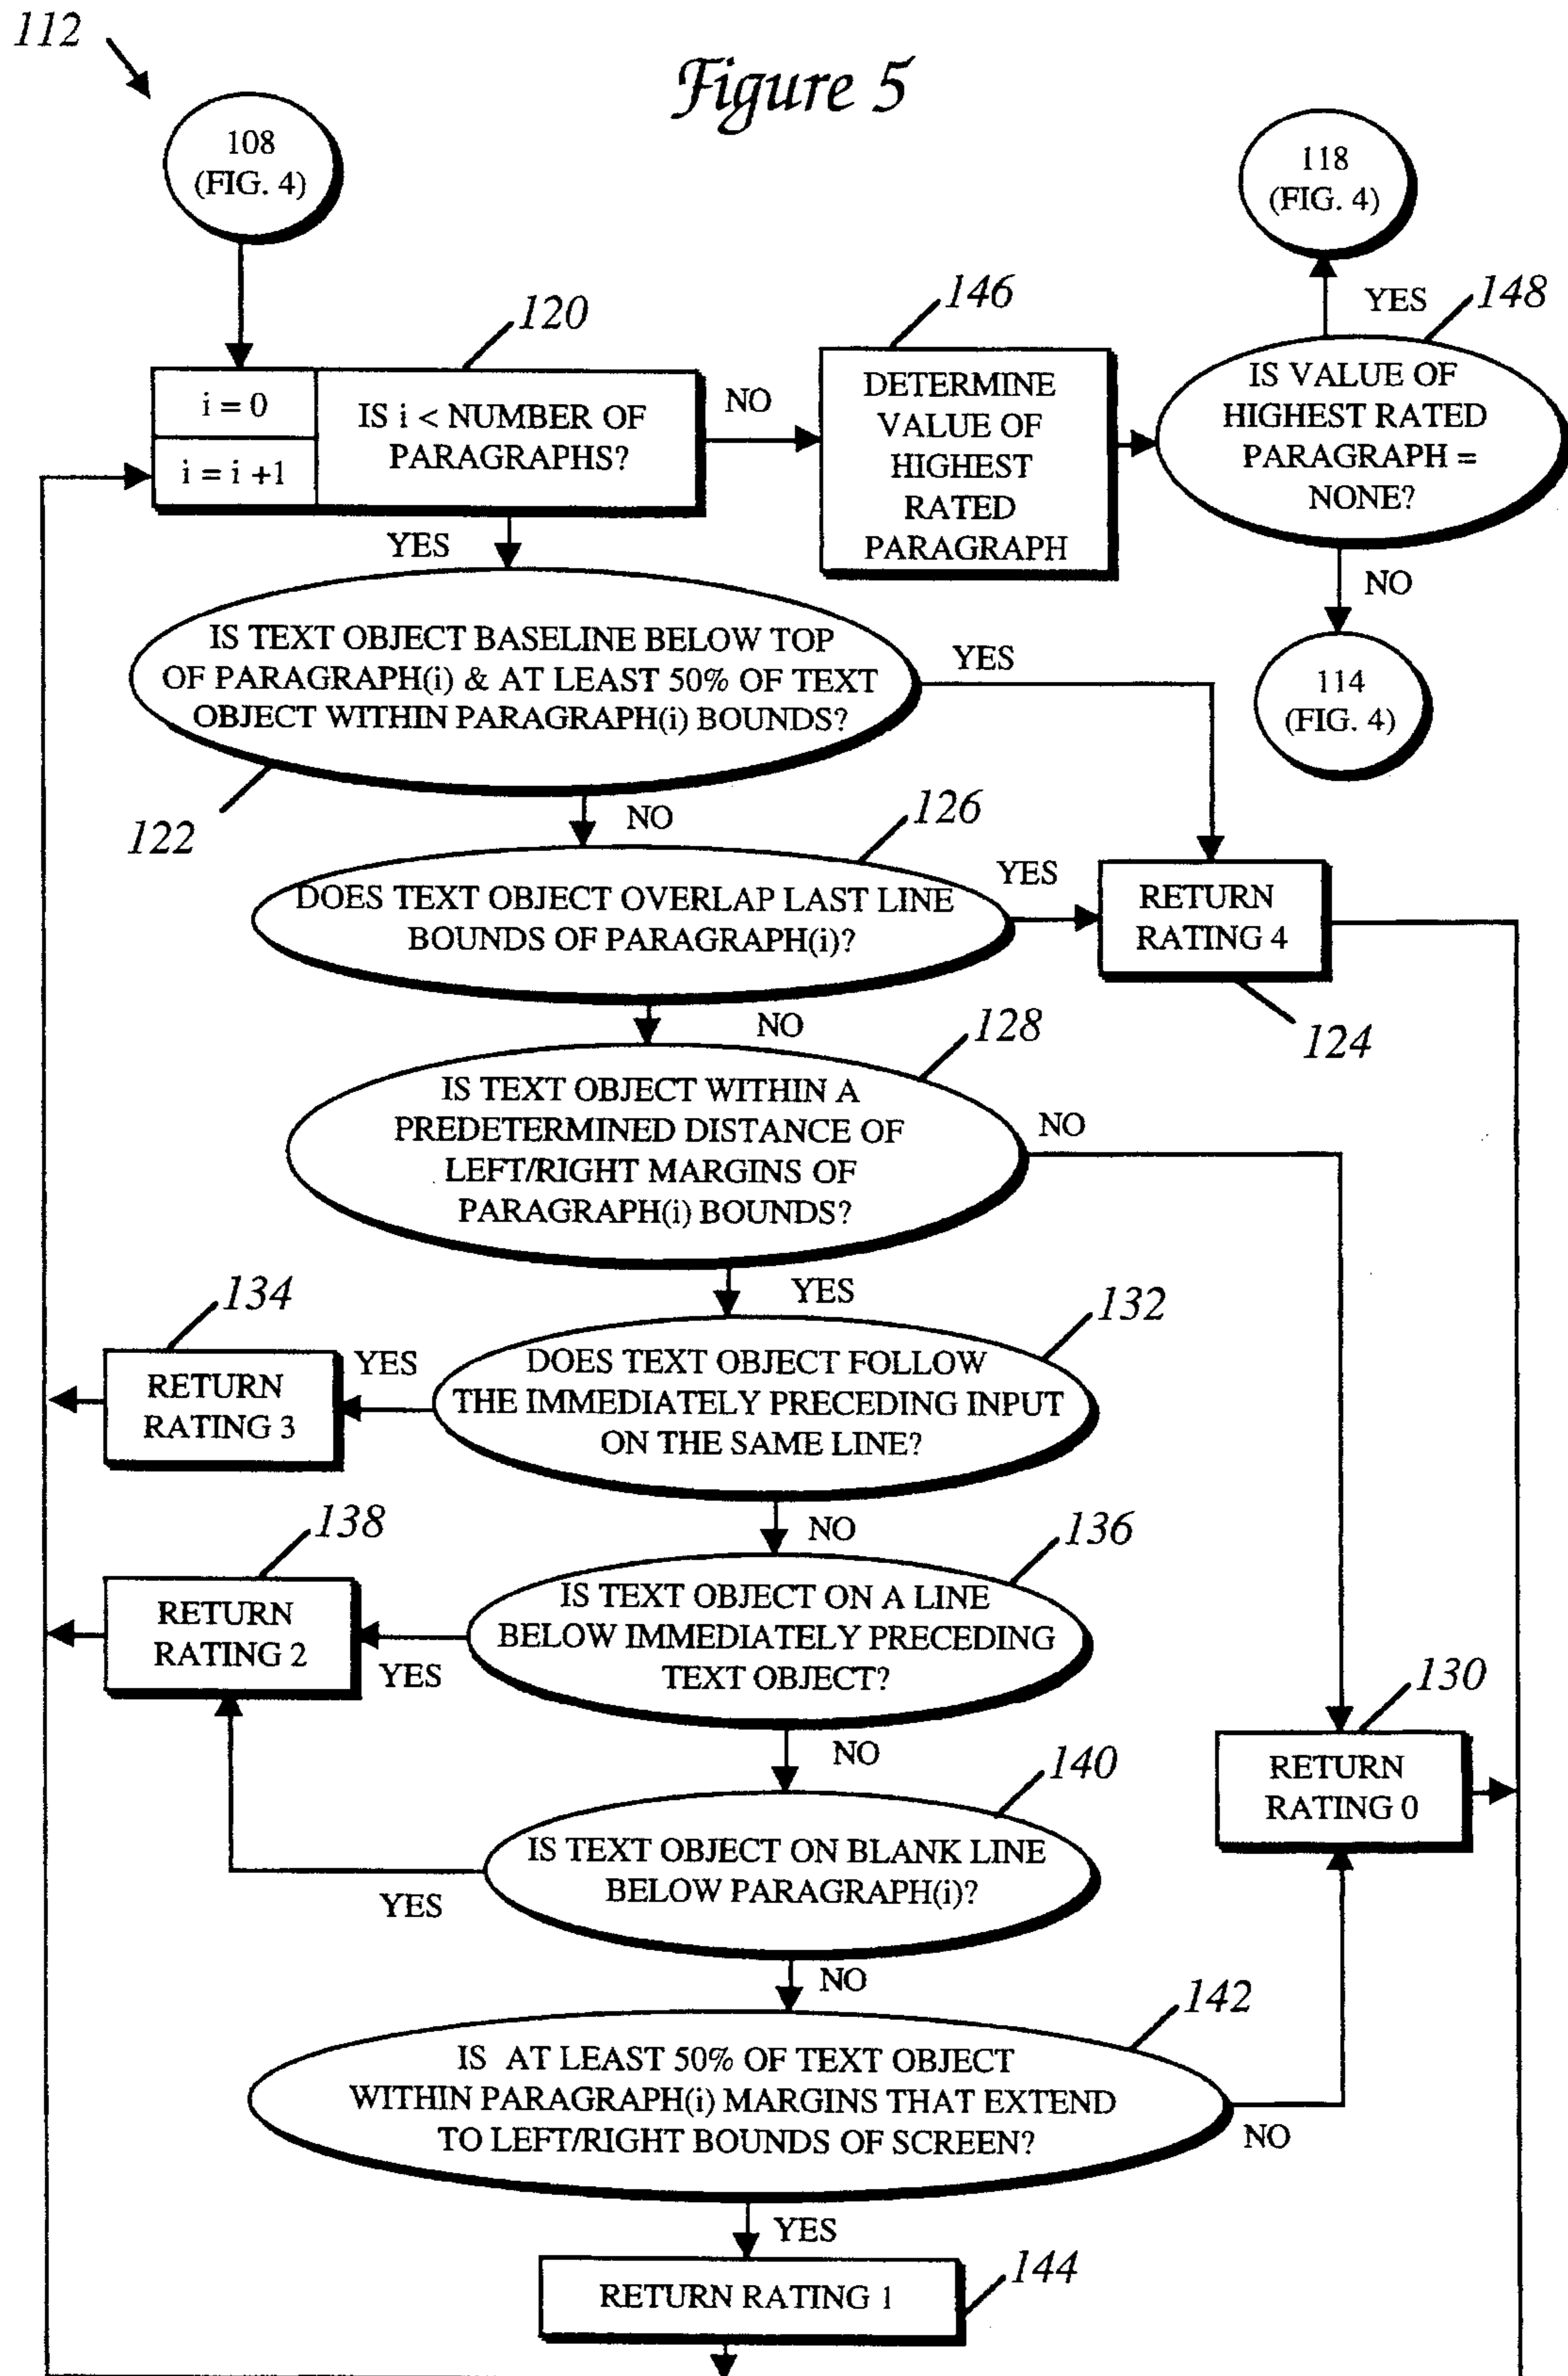 112
Figure 5
108
(FIG. 4)
118
(FIG. 4)
120
146
YES
148
i = 0
i = i +1
IS i < NUMBER OF
PARAGRAPHS?
NO
DETERMINE
VALUE OF
HIGHEST
RATED
PARAGRAPH
IS VALUE OF
HIGHEST RATED
PARAGRAPH =
NONE?
YES
NO
114
(FIG. 4)
IS TEXT OBJECT BASELINE BELOW TOP
OF PARAGRAPH(i) & AT LEAST 50% OF TEXT
OBJECT WITHIN PARAGRAPH(i) BOUNDS?
YES
122
NO
126
DOES TEXT OBJECT OVERLAP LAST LINE
BOUNDS OF PARAGRAPH(i)?
YES
RETURN
RATING 4
124
NO
128
IS TEXT OBJECT WITHIN A
PREDETERMINED DISTANCE OF
LEFT/RIGHT MARGINS OF
PARAGRAPH(i) BOUNDS?
NO
YES
134
132
RETURN
RATING 3
YES
DOES TEXT OBJECT FOLLOW
THE IMMEDIATELY PRECEDING INPUT
ON THE SAME LINE?
NO
138
136
RETURN
RATING 2
YES
IS TEXT OBJECT ON A LINE
BELOW IMMEDIATELY PRECEDING
TEXT OBJECT?
130
RETURN
RATING 0
NO
140
IS TEXT OBJECT ON BLANK LINE
BELOW PARAGRAPH(i)?
YES
NO
142
IS AT LEAST 50% OF TEXT OBJECT
WITHIN PARAGRAPH(i) MARGINS THAT EXTEND
TO LEFT/RIGHT BOUNDS OF SCREEN?
NO
YES
RETURN RATING 1
144